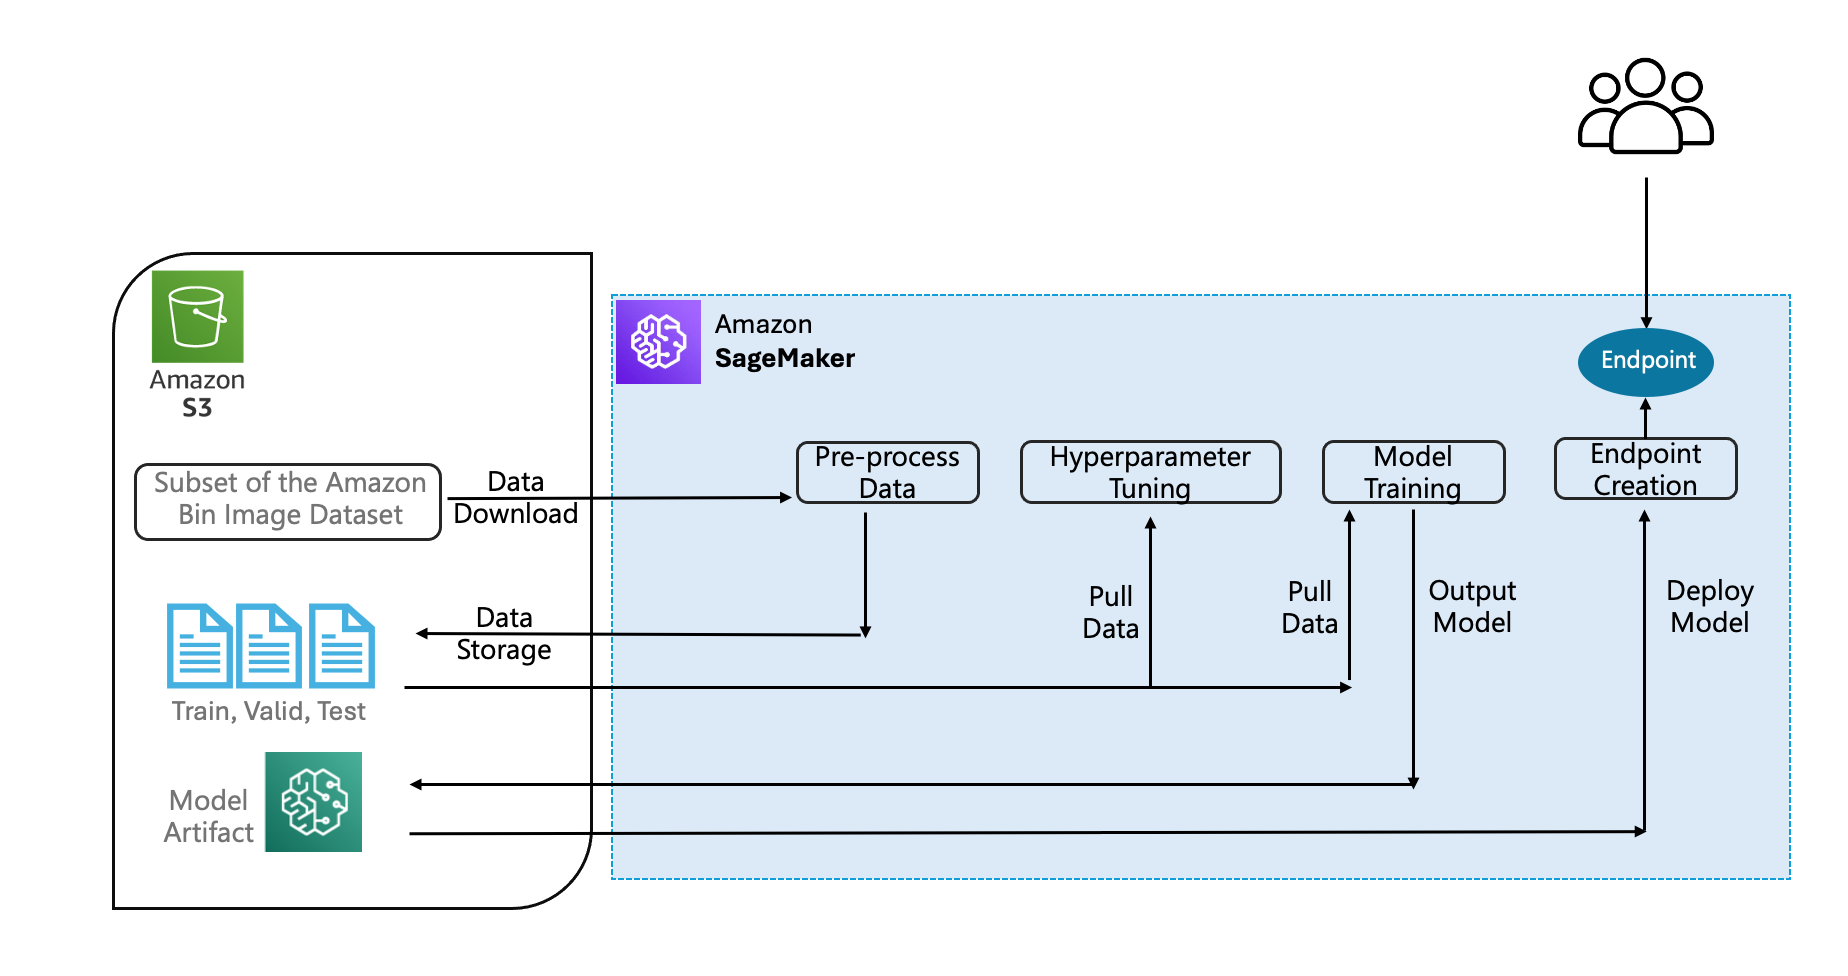 Amazon
S3
Subset of the Amazon
Bin Image Dataset
Data
Download
Data
Storage
Train, Valid, Test
Model
Artifact
Amazon
SageMaker
Pre-process
Data
Hyperparameter
Tuning
Model
Training
Endpoint
Creation
Endpoint
Pull
Data
Pull
Data
Output
Model
Deploy
Model